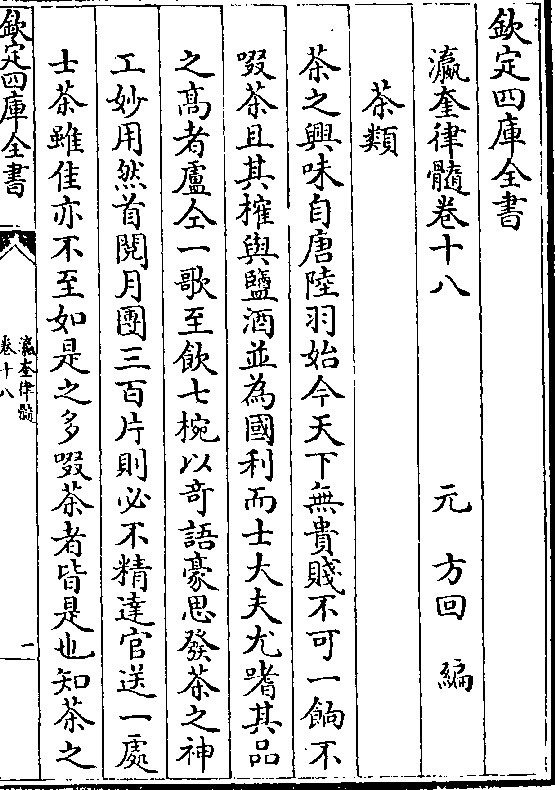 欽定四庫全書
瀛奎律髓卷十八
元 方回 編
茶類
茶之興味自唐陸羽始今天下無貴賤不可一餉不
啜茶且其榷與鹽酒並為國利而士大夫尤嗜其品
之髙者盧仝一歌至飲七椀以竒語豪思發茶之神
工妙用然首閱月團三百片則必不精達官送一處
士茶雖佳亦不至如是之多啜茶者皆是也知茶之
欽定四庫全書
瀛奎律髓
卷十八
一